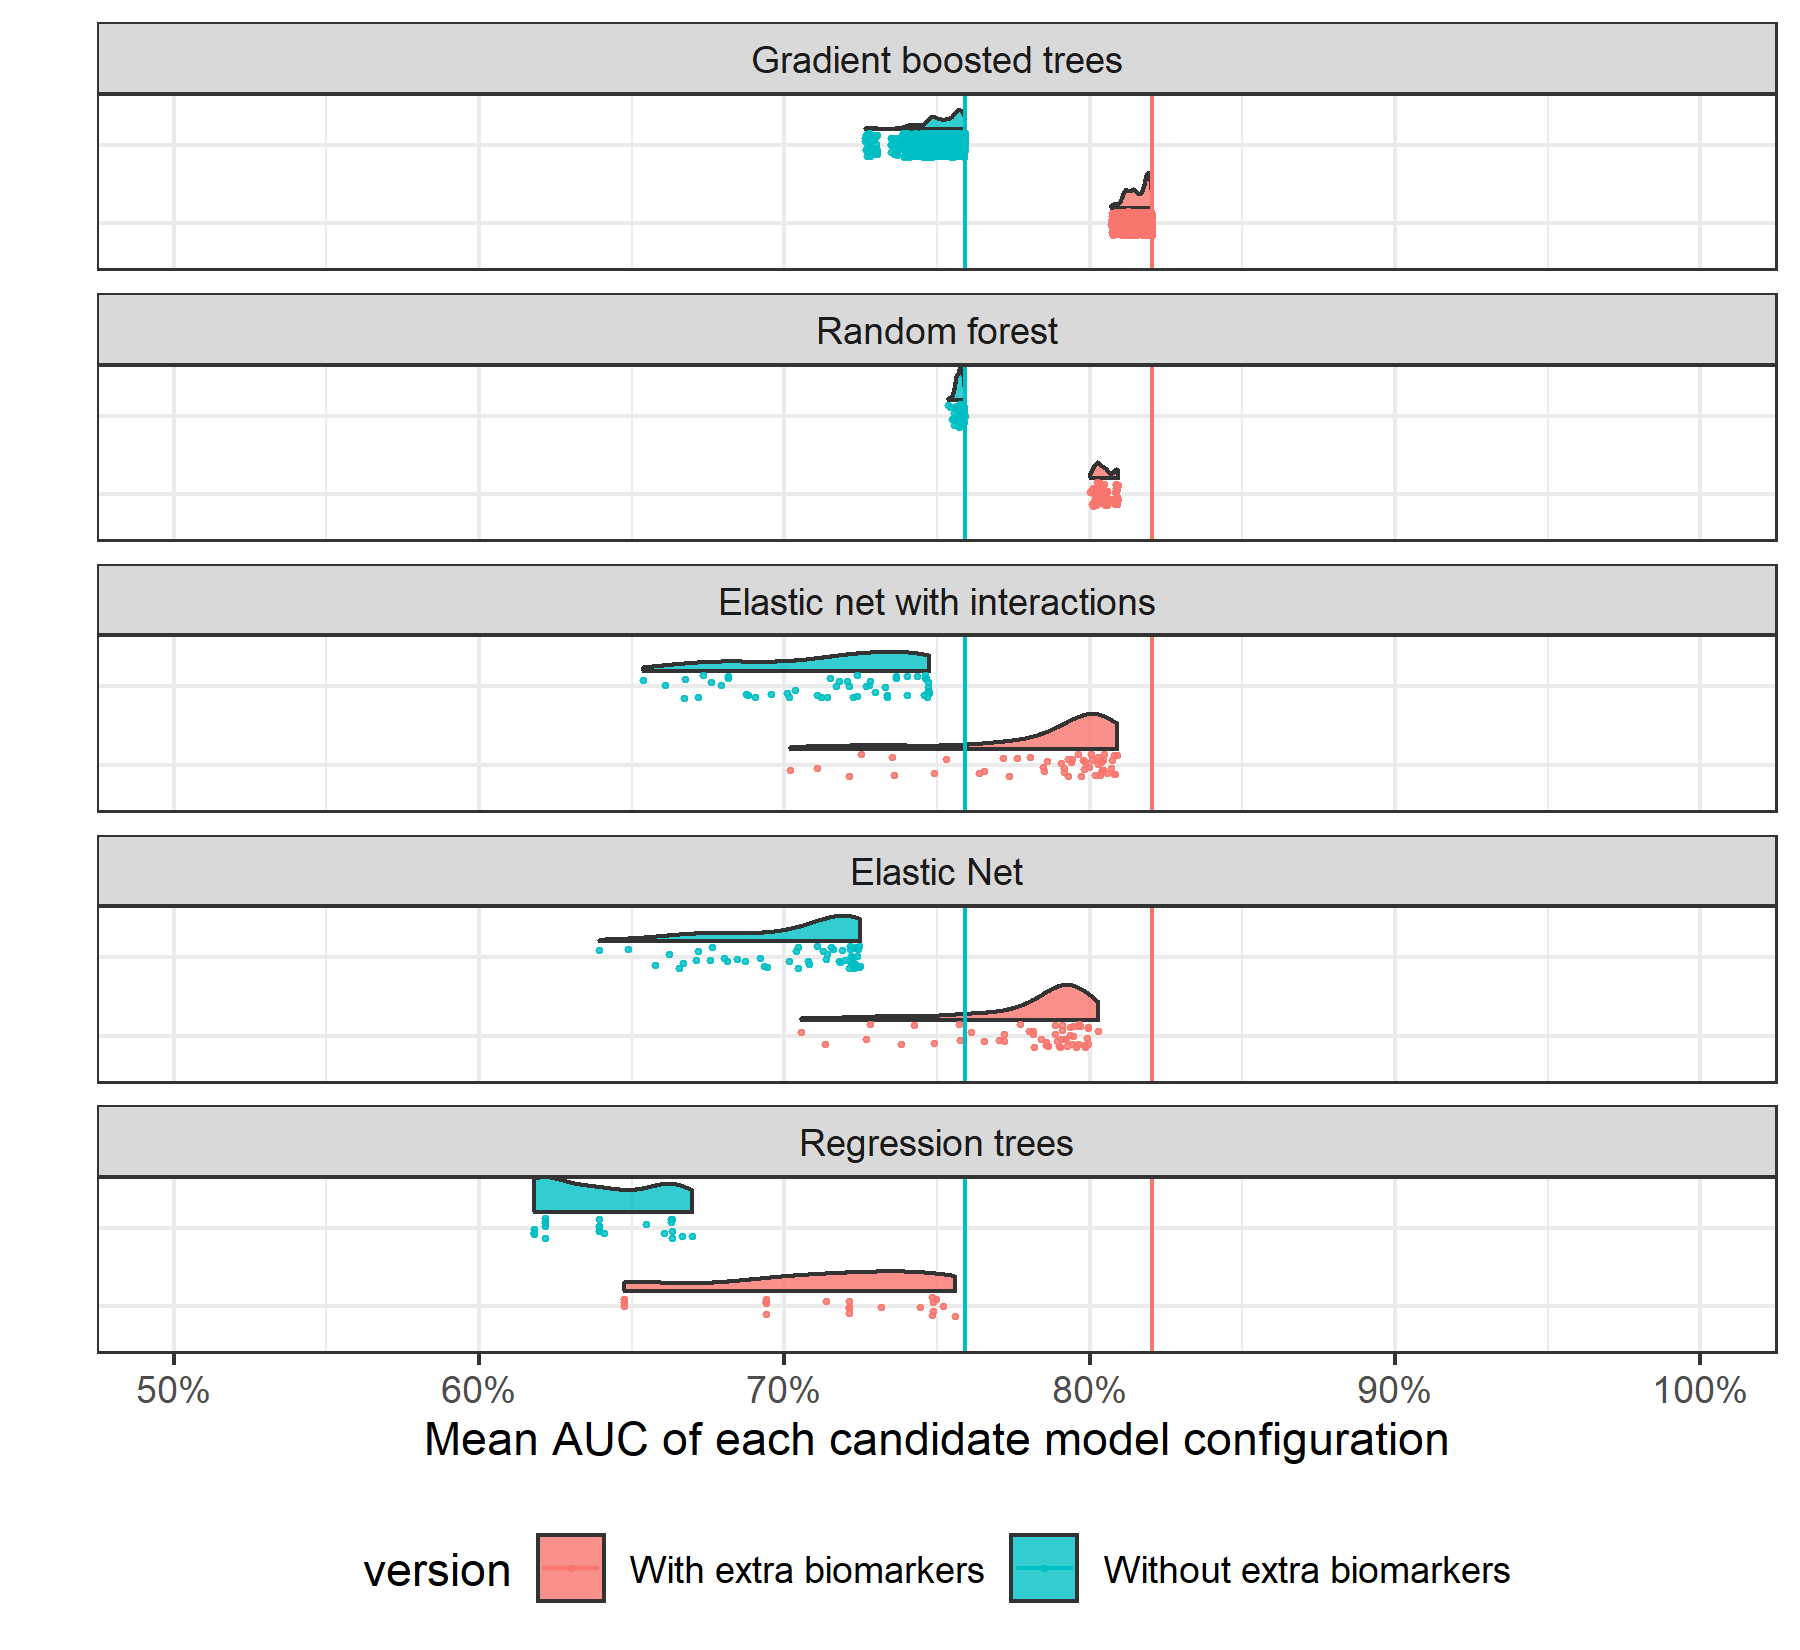 Gradient boosted trees
Random forest
Elastic net with interactions
Elastic Net
Regression trees
50% 60% 70% 80% 90% 100%
Mean AUC of each candidate model configuration
version With extra biomarkers Without extra biomarkers